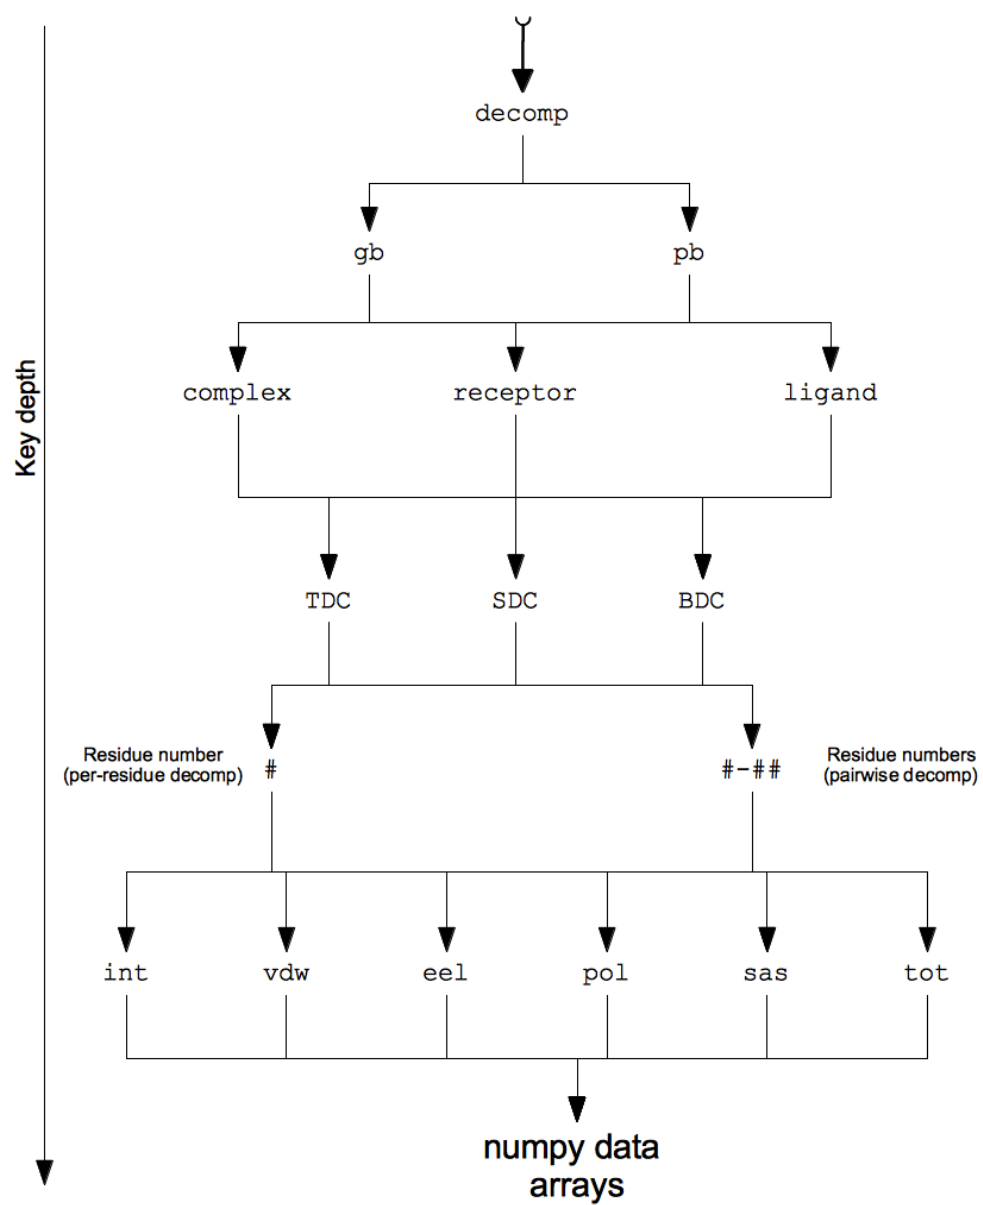 decomp
gb
pb
Key depth
complex
receptor
ligand
TDC
SDC
BDC
Residue number
(per-residue decomp)
#
#-##
Residue numbers
(pairwise decomp)
int
vdw
eel
pol
sas
tot
numpy data
arrays